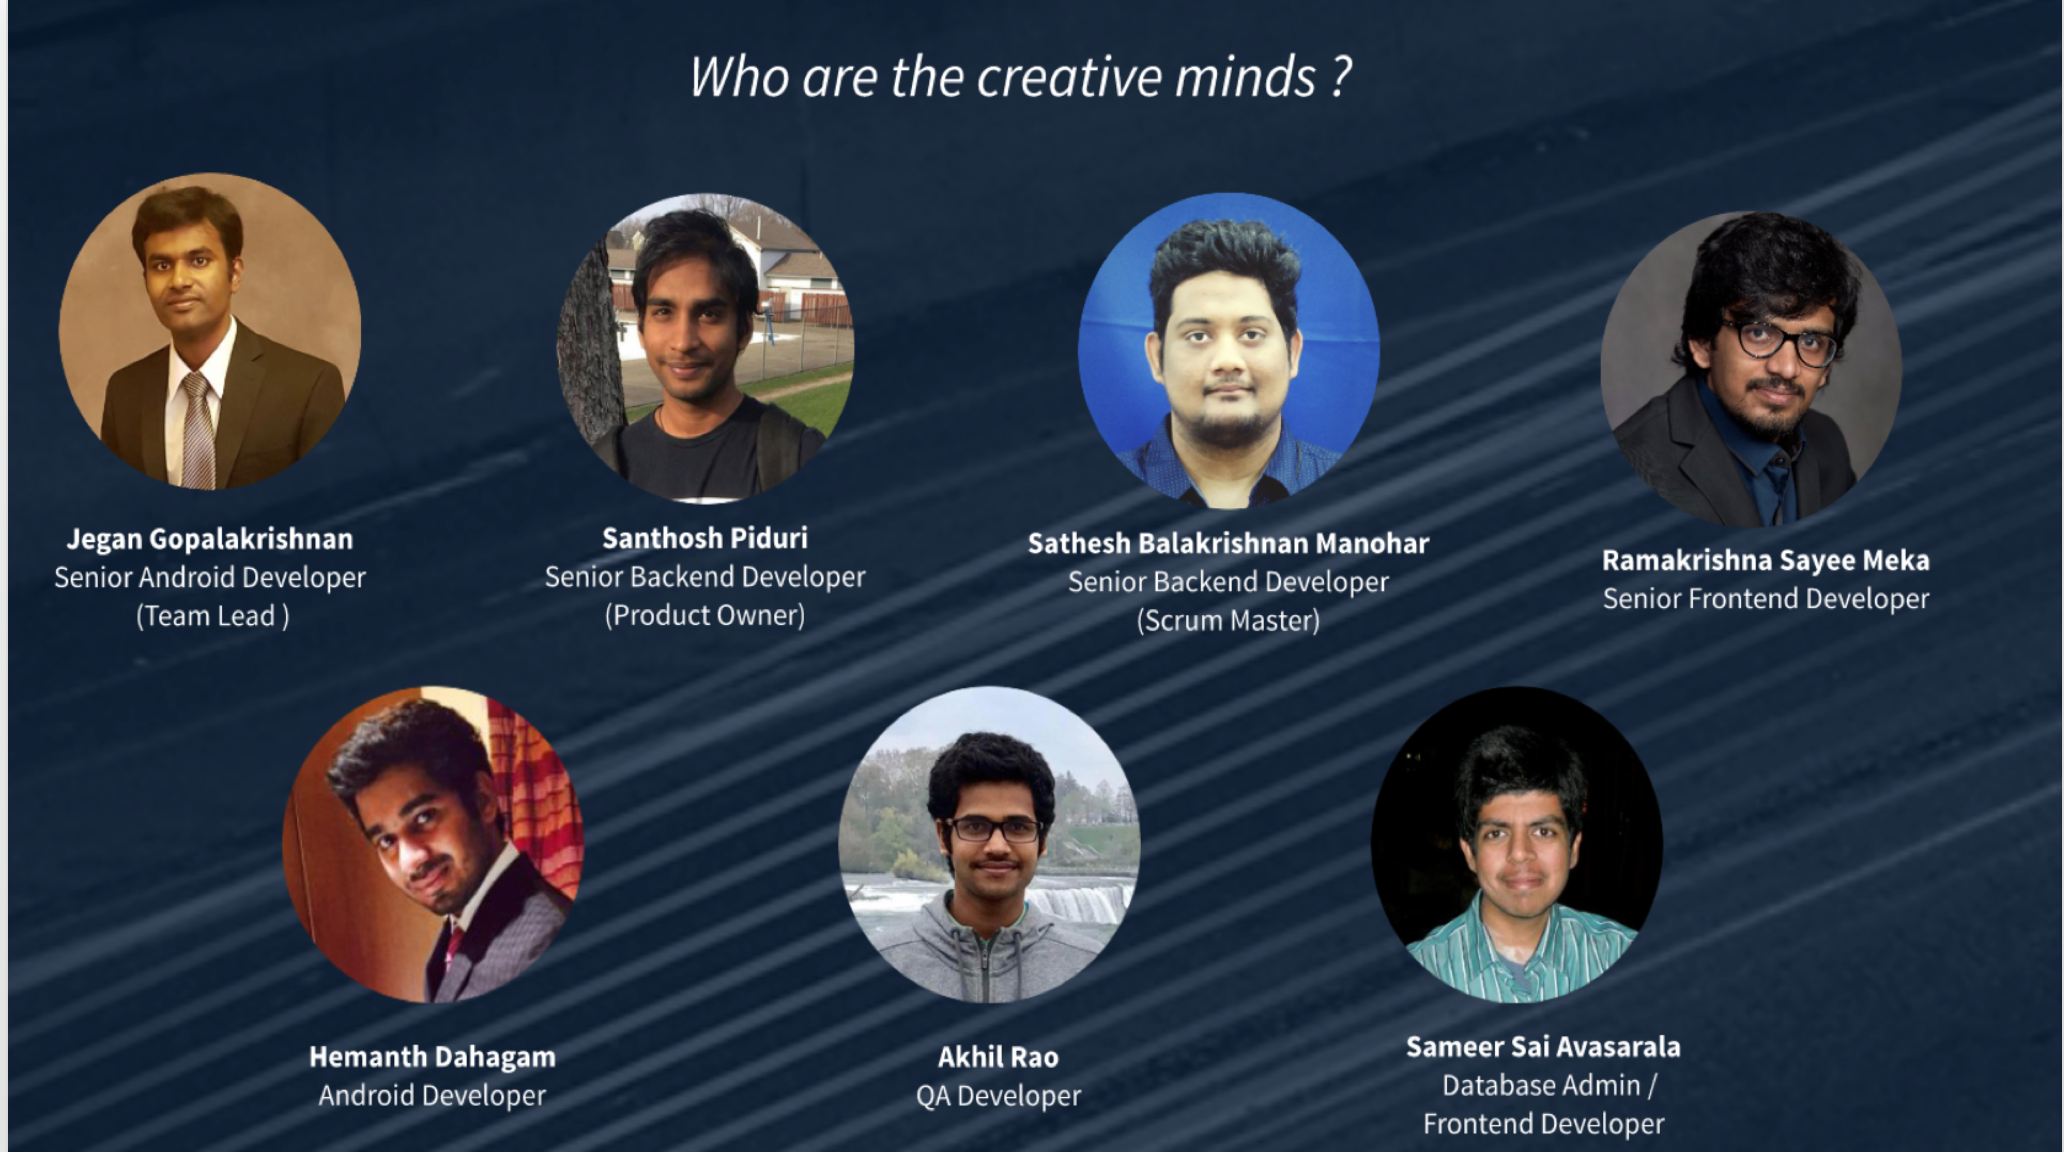 Who are the creative minds ?
Jegan Gopalakrishnan
Senior Android Developer
(Team Lead )
Santhosh Piduri
Senior Backend Developer
(Product Owner)
Sathesh Balakrishnan Manohar
Senior Backend Developer
(Scrum Master)
Ramakrishna Sayee Meka
Senior Frontend Developer
Hemanth Dahagam
Android Developer
Akhil Rao
QA Developer
Sameer Sai Avasarala
Database Admin /
Frontend Developer